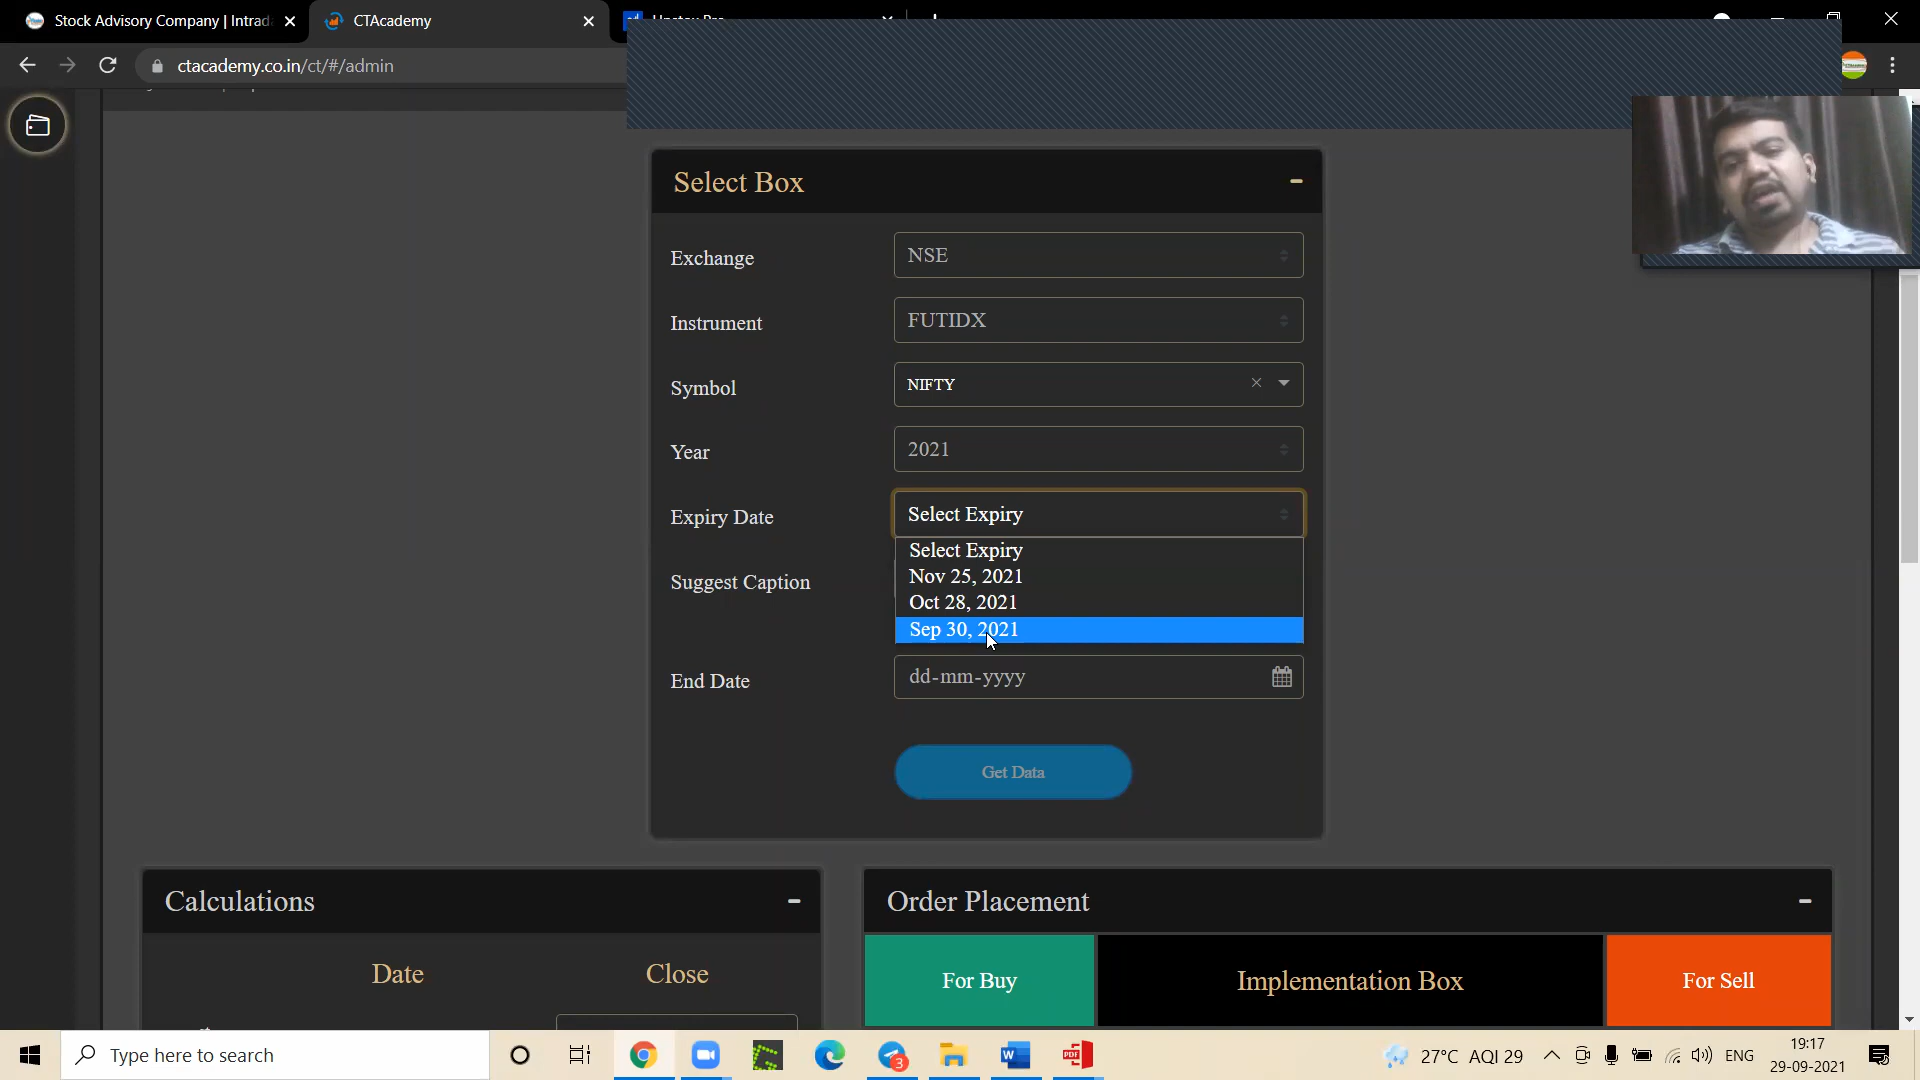 Stock Advisory Company | Intrad
CTAcademy
ctacademy.co.in/ct/#/admin
Select Box
Exchange
NSE
Instrument
FUTIDX
Symbol
NIFTY
Year
2021
Expiry Date
Select Expiry
Select Expiry
Nov 25, 2021
Oct 28, 2021
Sep 30, 2021
Suggest Caption
End Date
dd-mm-yyyy
Get Data
Calculations
Order Placement
Date
Close
For Buy
Implementation Box
For Sell
Type here to search
3
W
PDF
27°C AQI 29
ENG
19:17
29-09-2021